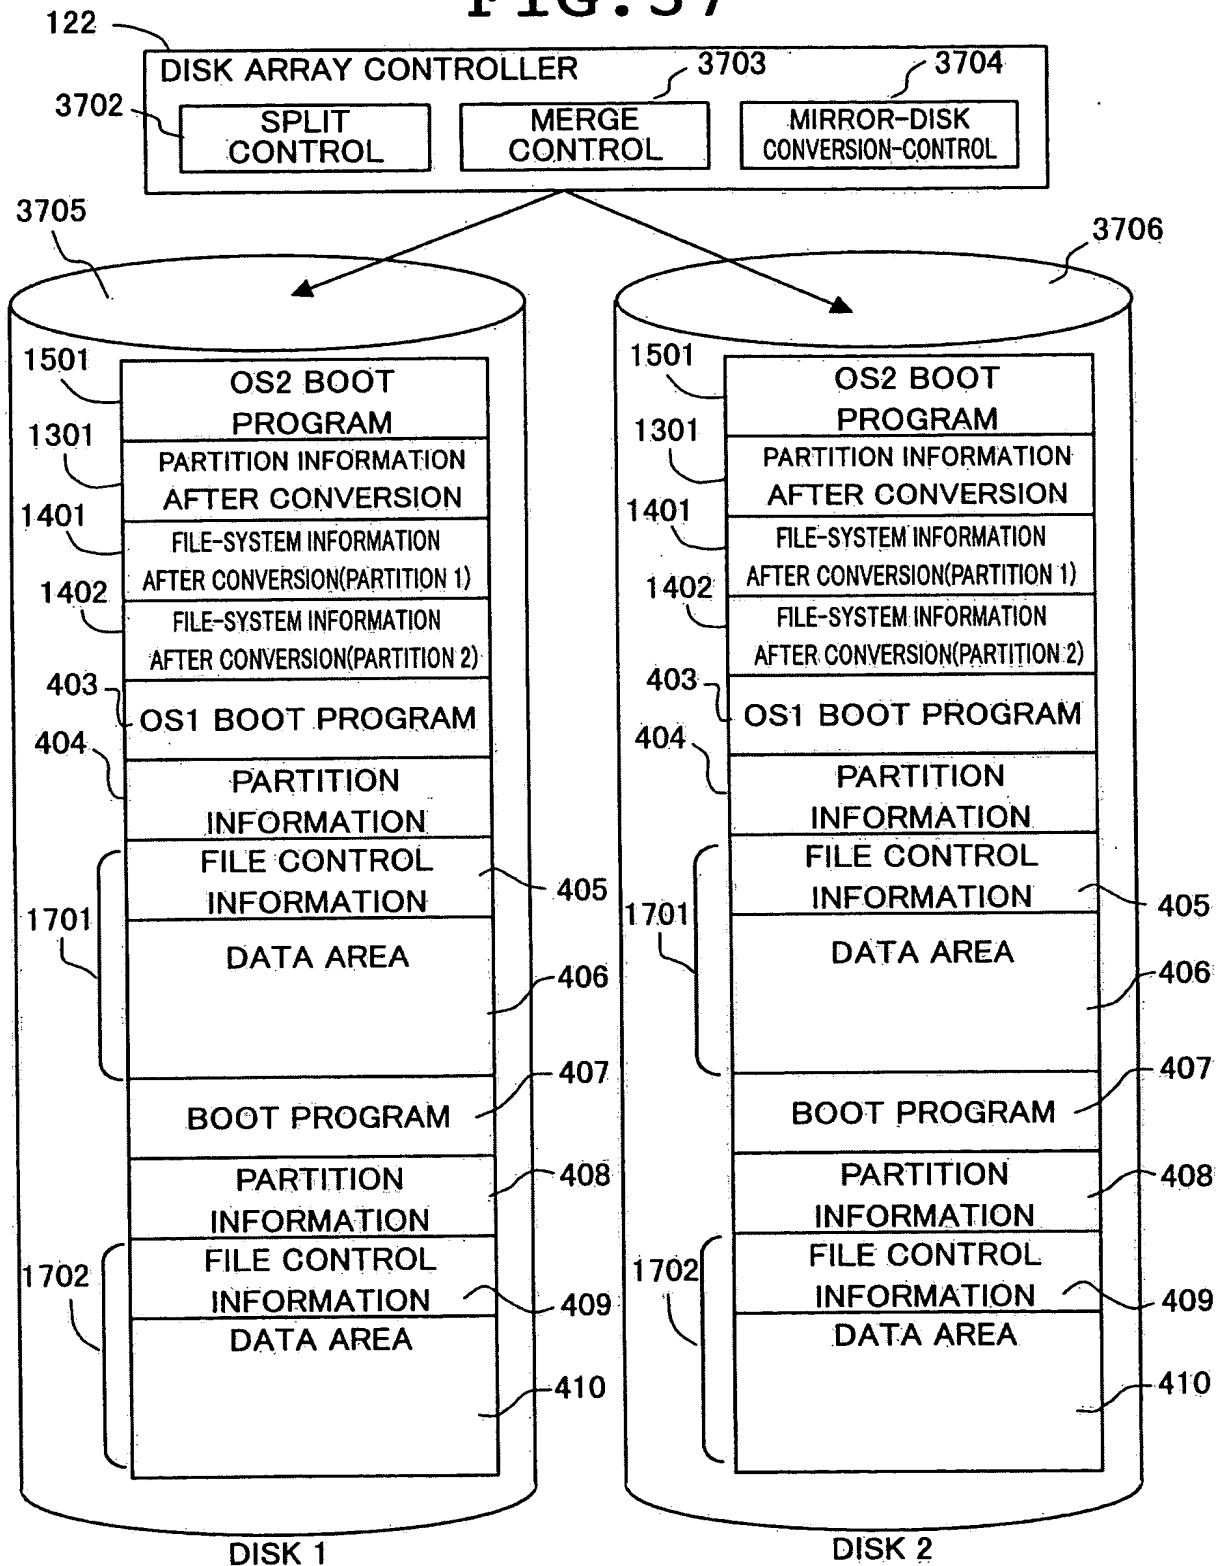 FIG.37
122
DISK ARRAY CONTROLLER
3703
3704
3702
SPLIT
CONTROL
MERGE
CONTROL
MIRROR-DISK
CONVERSION-CONTROL
3705
3706
1501
OS2 BOOT
PROGRAM
1301
PARTITION INFORMATION
AFTER CONVERSION
1401
FILE-SYSTEM INFORMATION
AFTER CONVERSION(PARTITION 1)
1402
FILE-SYSTEM INFORMATION
AFTER CONVERSION(PARTITION 2)
403
OS1 BOOT PROGRAM
404
PARTITION
INFORMATION
FILE CONTROL
INFORMATION
405
1701
DATA AREA
406
407
BOOT PROGRAM
PARTITION
INFORMATION
408
1702
FILE CONTROL
INFORMATION
409
DATA AREA
410
DISK 1
1501
OS2 BOOT
PROGRAM
1301
PARTITION INFORMATION
AFTER CONVERSION
1401
FILE-SYSTEM INFORMATION
AFTER CONVERSION(PARTITION 1)
1402
FILE-SYSTEM INFORMATION
AFTER CONVERSION(PARTITION 2)
403
OS1 BOOT PROGRAM
404
PARTITION
INFORMATION
FILE CONTROL
INFORMATION
405
1701
DATA AREA
406
407
BOOT PROGRAM
PARTITION
INFORMATION
408
1702
FILE CONTROL
INFORMATION
409
DATA AREA
410
DISK 2